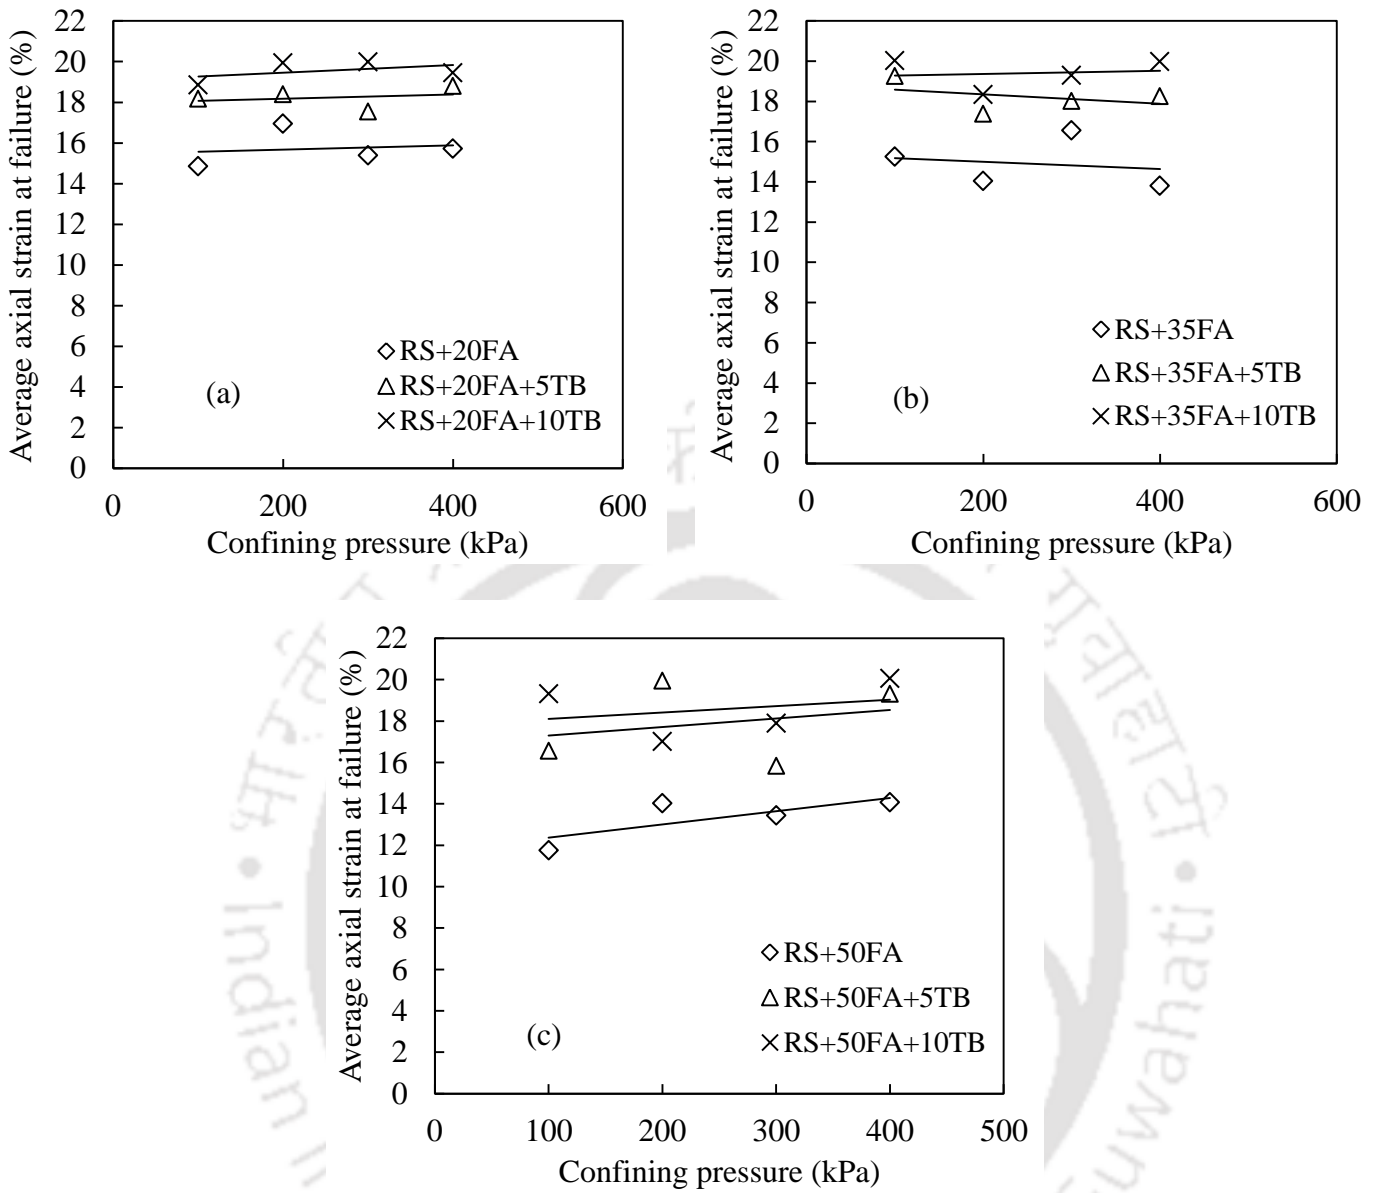 22
20
18
16
14
12
10
8
6
4
2
0
Average axial strain at failure (%)
RS+20FA
RS+20FA+5TB
RS+20FA+10TB
(a)
0 200 400 600
Confining pressure (kPa)
22
20
18
16
14
12
10
8
6
4
2
0
Average axial strain at failure (%)
RS+35FA
RS+35FA+5TB
RS+35FA+10TB
(b)
0 200 400 600
Confining pressure (kPa)
22
20
18
16
14
12
10
8
6
4
2
0
Average axial strain at failure (%)
RS+50FA
RS+50FA+5TB
RS+50FA+10TB
(c)
0 100 200 300 400 500
Confining pressure (kPa)
Indian
uwahati